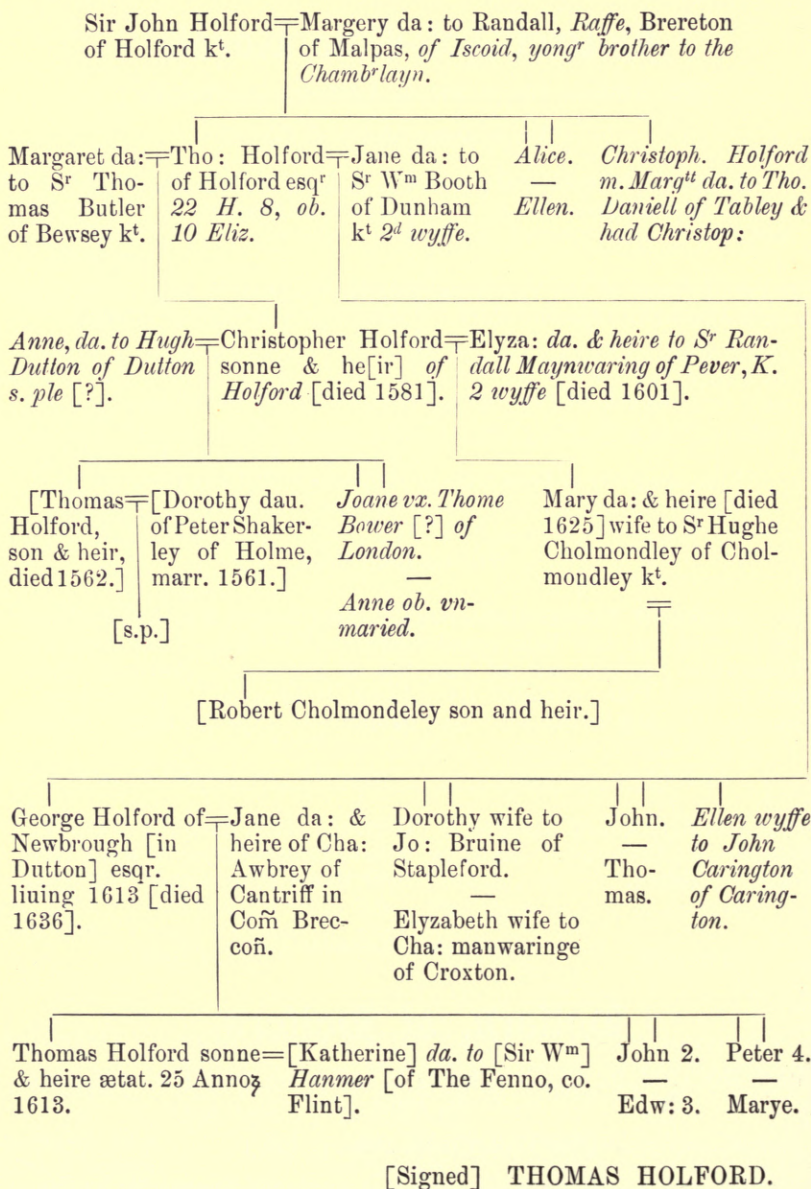 Sir John Holford=Margery da: to Randall, Raffe, Brereton
of Holford kt. of Malpas, of Iscoid, yongr brother to the
Chambrlayn.
Margaret da:=Tho: Holford=Jane da: to
to Sr Tho- of Holford esqr Sr Wm Booth
mas Butler 22 H. 8, ob. of Dunham
of Bewsey kt. 10 Eliz. kt 2d wyffe.
Alice.
—
Ellen.
Christoph. Holford
m. Margtt da. to Tho.
Daniell of Tabley &
had Christop:
Anne, da. to Hugh=Christopher Holford=Elyza: da. & heire to Sr Ran-
Dutton of Dutton sonne & he[ir] of dall Maynwaring of Pever, K.
s. ple [?]. Holford [died 1581]. 2 wyffe [died 1601].
[Thomas=[Dorothy dau.
Holford, of Peter Shaker-
son & heir, ley of Holme,
died 1562.] marr. 1561.]
[s.p.]
Joane vx. Thome
Bower [?] of
London.
—
Anne ob. vn-
maried.
Mary da: & heire [died
1625] wife to Sr Hughe
Cholmondley of Chol-
mondley kt.
[Robert Cholmondeley son and heir.]
George Holford of=Jane da: &
Newbrough [in heire of Cha:
Dutton] esqr. Awbrey of
liuing 1613 [died Cantriff in
1636]. Com̃ Brec-
coñ.
Dorothy wife to
Jo: Bruine of
Stapleford.
—
Elyzabeth wife to
Cha: manwaringe
of Croxton.
John.
—
Tho-
mas.
Ellen wyffe
to John
Carington
of Caring-
ton.
Thomas Holford sonne=[Katherine] da. to [Sir Wm]
& heire ætat. 25 Annoʒ Hanmer [of The Fenno, co.
1613. Flint].
John 2.
—
Edw: 3.
Peter 4.
—
Marye.
[Signed] THOMAS HOLFORD.